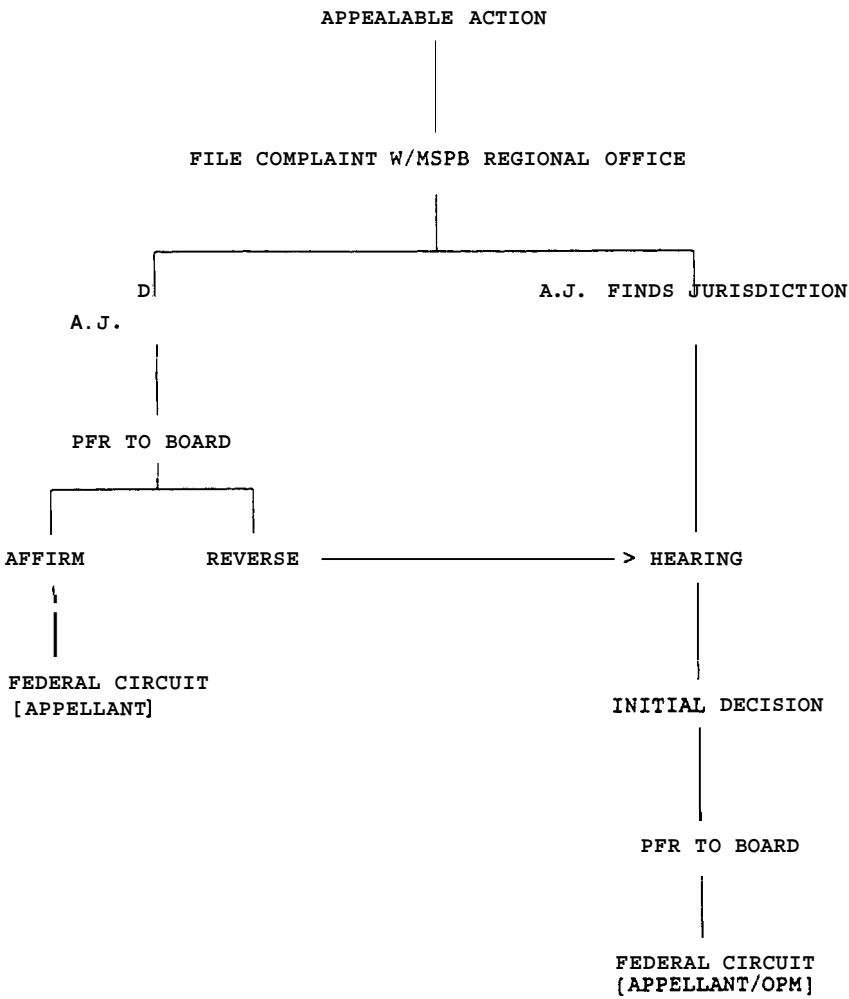 APPEALABLE ACTION
FILE COMPLAINT W/MSPB REGIONAL OFFICE
D
A.J.
A.J. FINDS JURISDICTION
PFR TO BOARD
AFFIRM
REVERSE
> HEARING
FEDERAL CIRCUIT
[APPELLANT]
INITIAL DECISION
PFR TO BOARD
FEDERAL CIRCUIT
[APPELLANT/OPM]